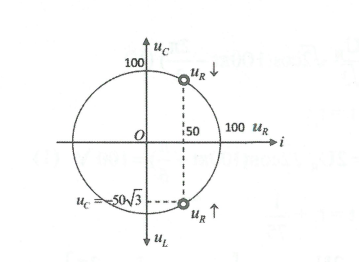 u_C
100
u_R ↓
O
50
100 u_R
i
u_C = -50√3
u_R ↑
u_L